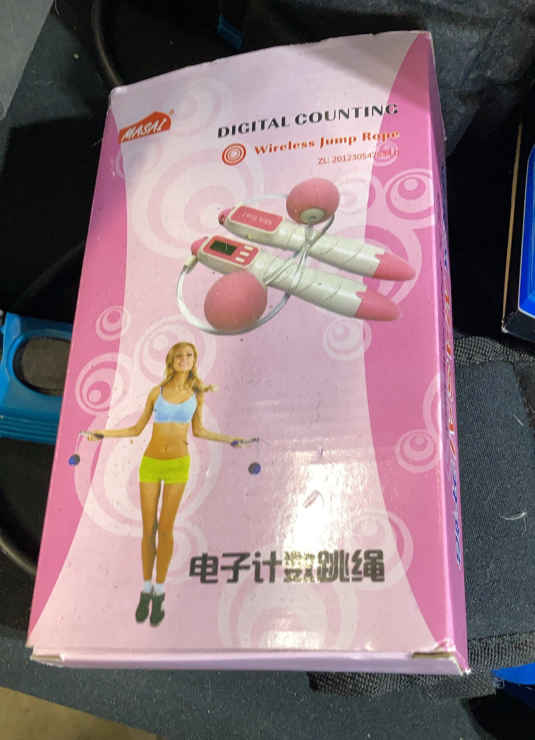 MASAI
DIGITAL COUNTING
Wireless Jump Rope
电子计数跳绳